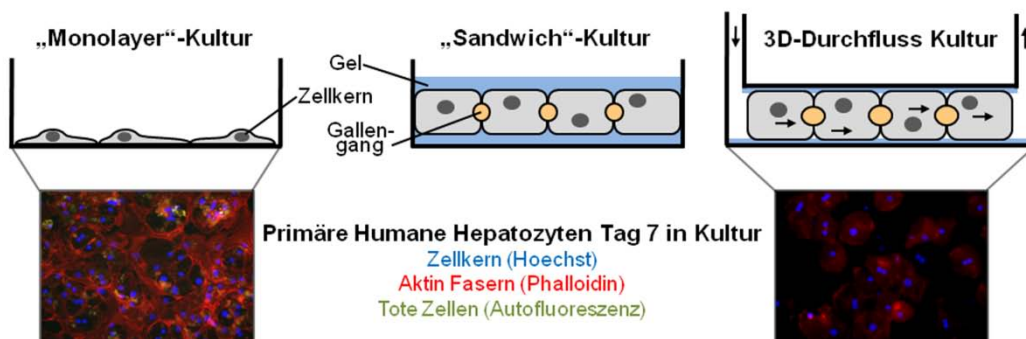 „Monolayer“-Kultur
„Sandwich“-Kultur
3D-Durchfluss Kultur
Gel
Zellkern
Gallen-
gang
Primäre Humane Hepatozyten Tag 7 in Kultur
Zellkern (Hoechst)
Aktin Fasern (Phalloidin)
Tote Zellen (Autofluoreszenz)